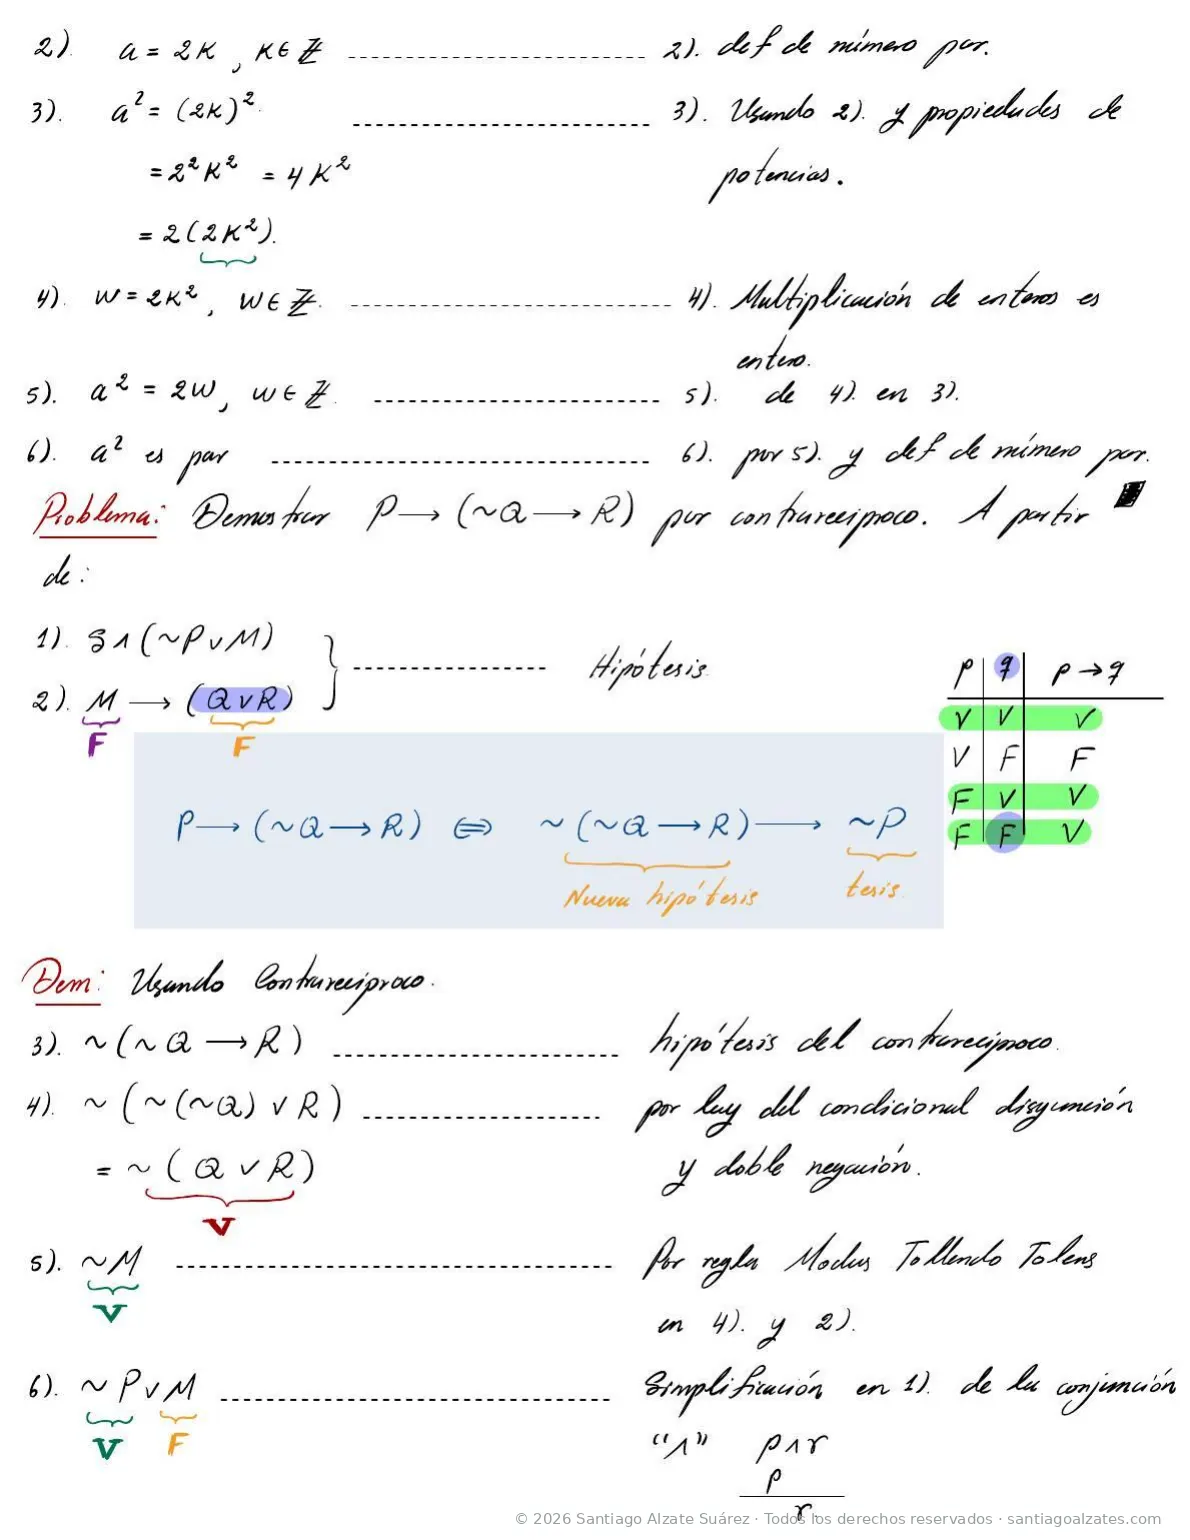 2). a = 2K, K∈ℤ ---------- 2). def de número par.
3). a² = (2K)² ---------- 3). Usando 2). y propiedades de
= 2²K² = 4K² potencias.
= 2(2K²).
4). W = 2K², W∈ℤ. ---------- 4). Multiplicación de enteros es
entero.
5). a² = 2W, W∈ℤ. ---------- 5). de 4). en 3).
6). a² es par ---------- 6). por 5). y def de número par.
Problema: Demostrar P → (~Q → R) por contrarecíproco. A partir
de:
1). S ∧ (~P ∨ M)
---------- Hipótesis
2). M → (Q ∨ R)
F F
p q p → q
V V V
V F F
F V V
F F V
P → (~Q → R) ⇔ ~(~Q → R) → ~P
Nueva hipótesis tesis.
Dem: Usando Contrarecíproco.
3). ~(~Q → R) ---------- hipótesis del contrarecíproco.
4). ~(~(~Q) ∨ R) ---------- por ley del condicional disyunción
= ~(Q ∨ R) y doble negación.
V
5). ~M ---------- Por regla Modus Tollendo Tolens
V en 4). y 2).
6). ~P ∨ M ---------- Simplificación en 1). de la conjunción
V F "∧" p ∧ r
p
r
© 2026 Santiago Alzate Suárez · Todos los derechos reservados · santiagoalzates.com